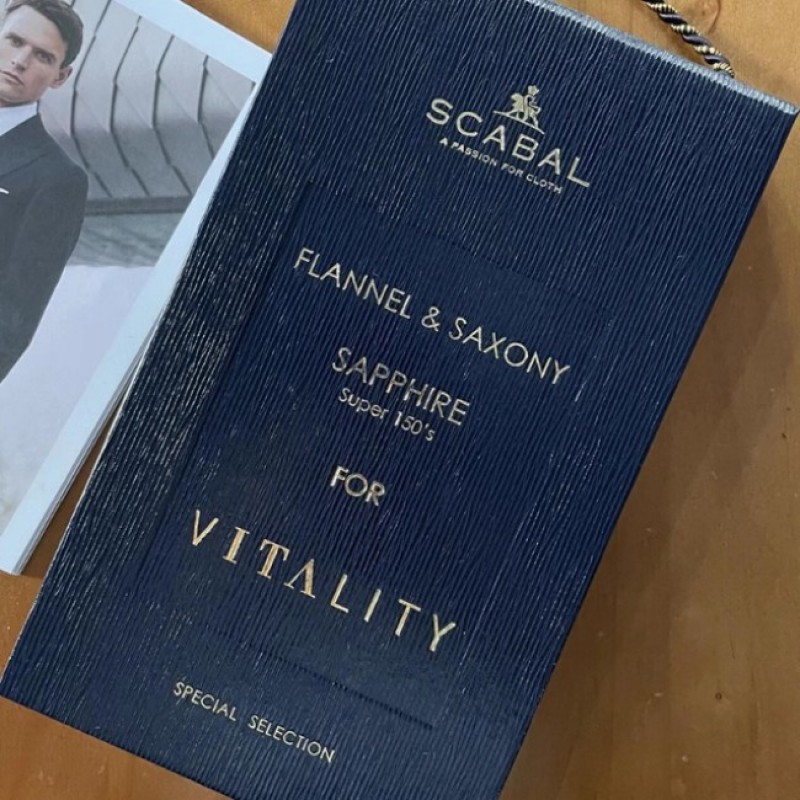 SCABAL
A PASSION FOR CLOTH
FLANNEL & SAXONY
SAPPHIRE
Super 150's
FOR
VITALITY
SPECIAL SELECTION